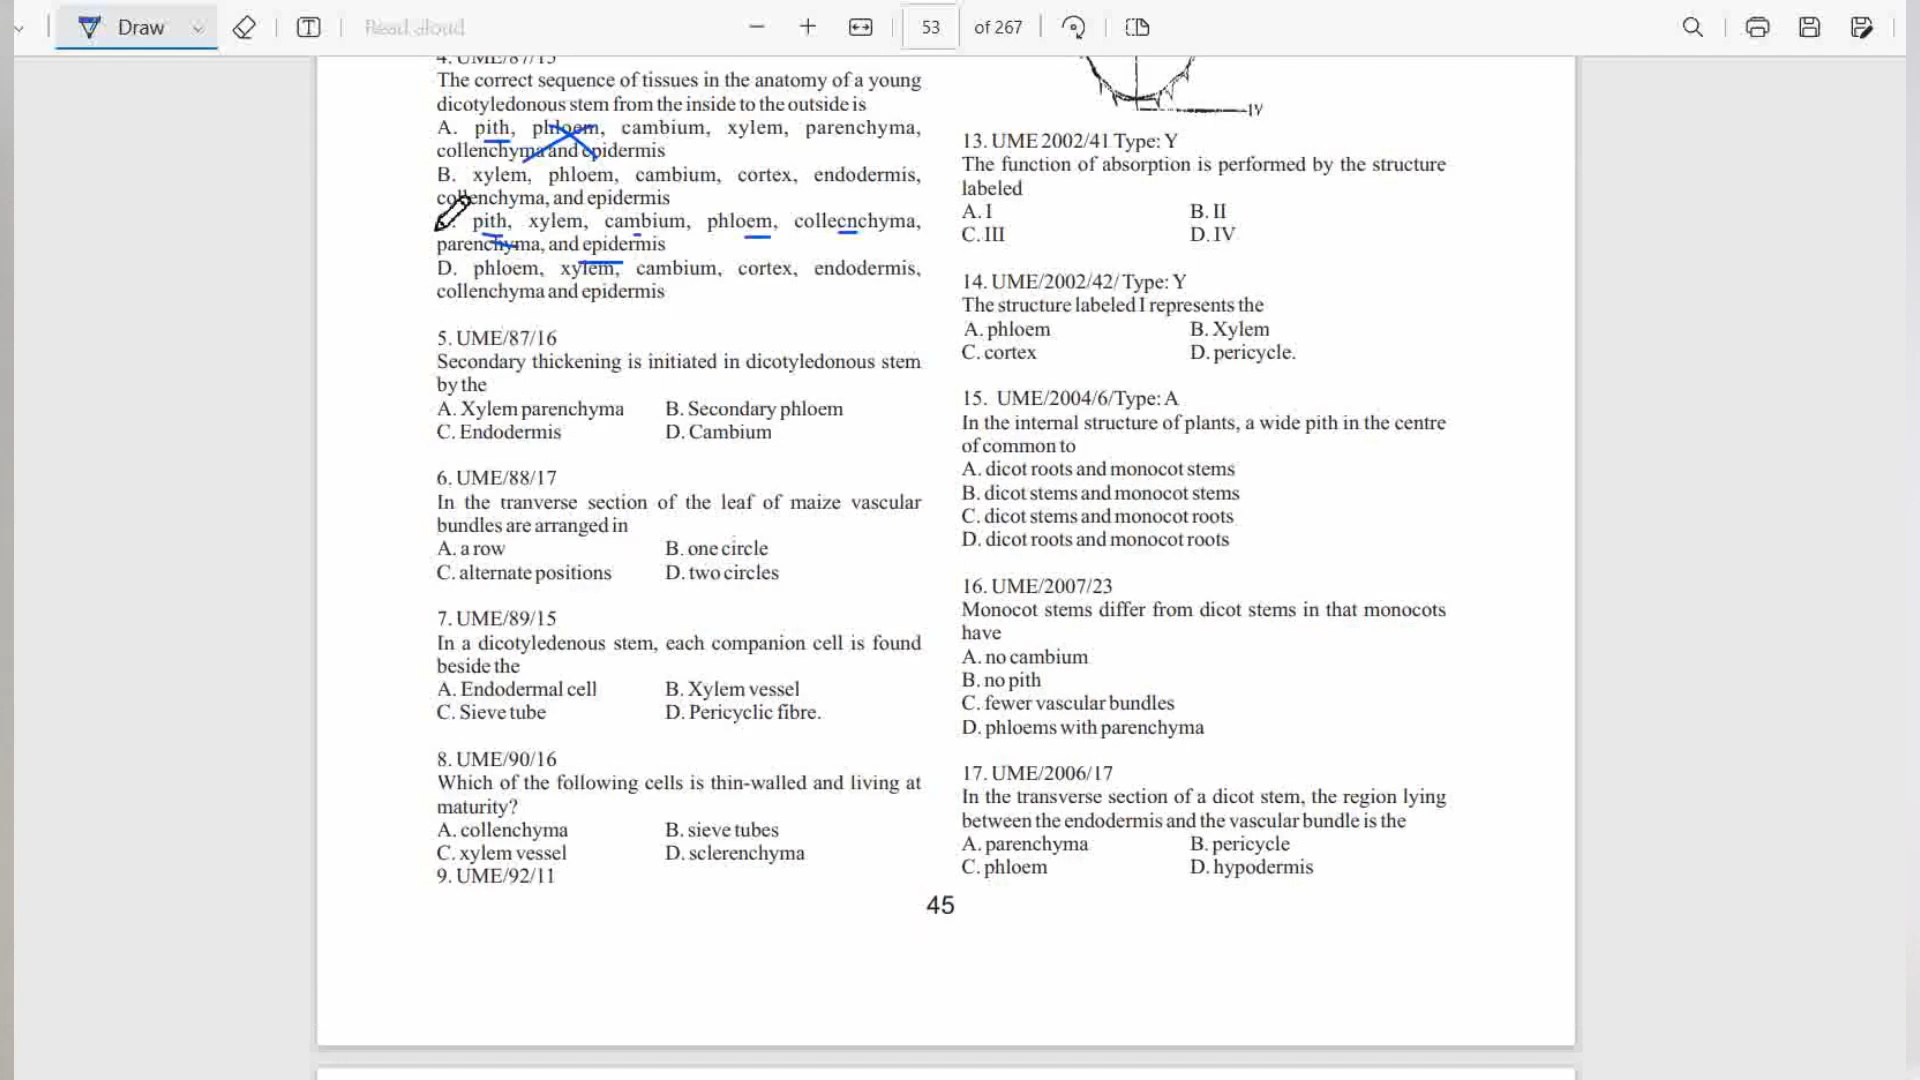 Draw
Read aloud
53 of 267
4. UME/87/15
The correct sequence of tissues in the anatomy of a young
dicotyledonous stem from the inside to the outside is
A. pith, phloem, cambium, xylem, parenchyma,
collenchyma and epidermis
B. xylem, phloem, cambium, cortex, endodermis,
collenchyma, and epidermis
pith, xylem, cambium, phloem, collecnchyma,
parenchyma, and epidermis
D. phloem, xylem, cambium, cortex, endodermis,
collenchyma and epidermis
5. UME/87/16
Secondary thickening is initiated in dicotyledonous stem
by the
A. Xylem parenchyma B. Secondary phloem
C. Endodermis D. Cambium
6. UME/88/17
In the tranverse section of the leaf of maize vascular
bundles are arranged in
A. a row B. one circle
C. alternate positions D. two circles
7. UME/89/15
In a dicotyledenous stem, each companion cell is found
beside the
A. Endodermal cell B. Xylem vessel
C. Sieve tube D. Pericyclic fibre.
8. UME/90/16
Which of the following cells is thin-walled and living at
maturity?
A. collenchyma B. sieve tubes
C. xylem vessel D. sclerenchyma
9. UME/92/11
IV
13. UME 2002/41 Type: Y
The function of absorption is performed by the structure
labeled
A. I B. II
C. III D. IV
14. UME/2002/42/ Type: Y
The structure labeled I represents the
A. phloem B. Xylem
C. cortex D. pericycle.
15. UME/2004/6/Type: A
In the internal structure of plants, a wide pith in the centre
of common to
A. dicot roots and monocot stems
B. dicot stems and monocot stems
C. dicot stems and monocot roots
D. dicot roots and monocot roots
16. UME/2007/23
Monocot stems differ from dicot stems in that monocots
have
A. no cambium
B. no pith
C. fewer vascular bundles
D. phloems with parenchyma
17. UME/2006/17
In the transverse section of a dicot stem, the region lying
between the endodermis and the vascular bundle is the
A. parenchyma B. pericycle
C. phloem D. hypodermis
45